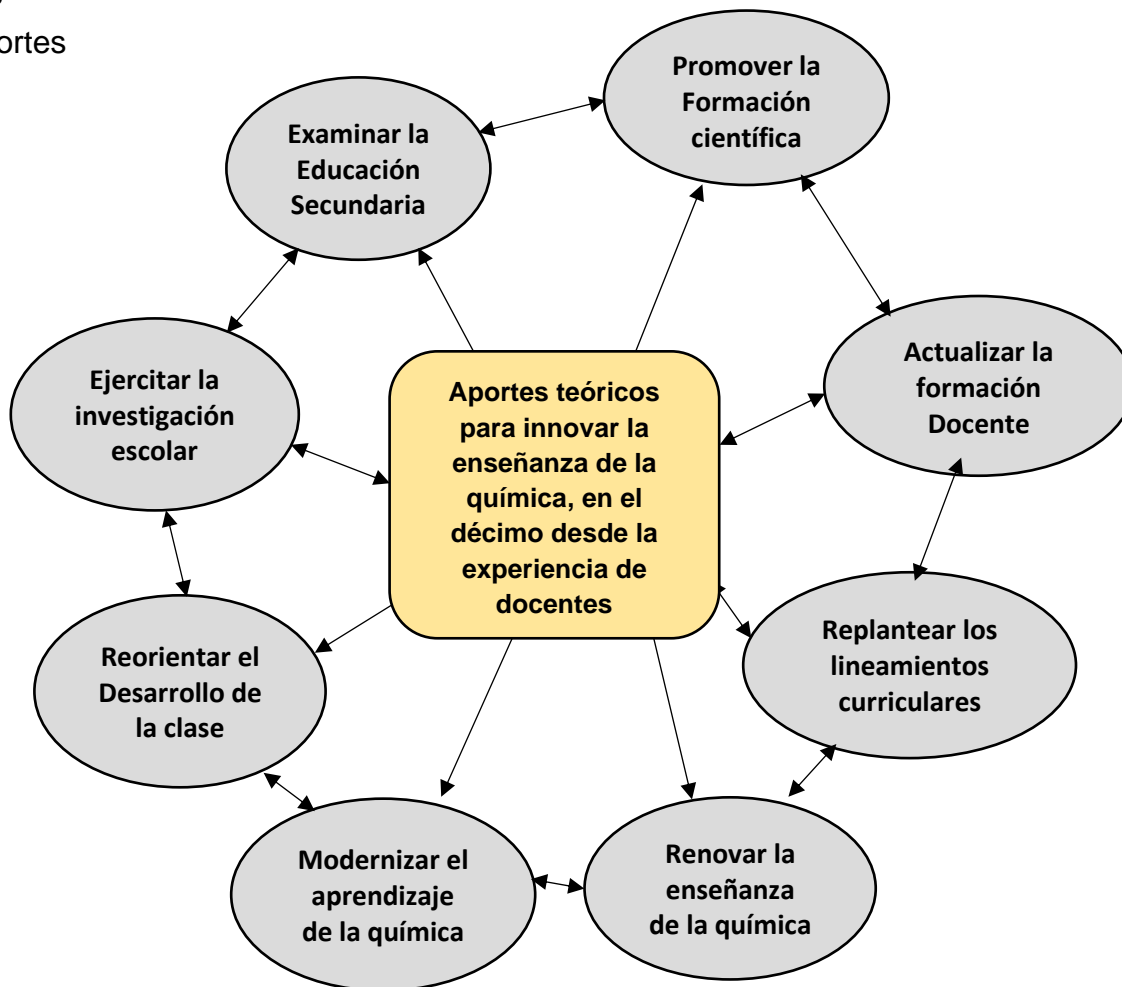 ortes
Promover la
Formación
científica
Examinar la
Educación
Secundaria
Actualizar la
formación
Docente
Ejercitar la
investigación
escolar
Aportes teóricos
para innovar la
enseñanza de la
química, en el
décimo desde la
experiencia de
docentes
Replantear los
lineamientos
curriculares
Reorientar el
Desarrollo de
la clase
Renovar la
enseñanza
de la química
Modernizar el
aprendizaje
de la química